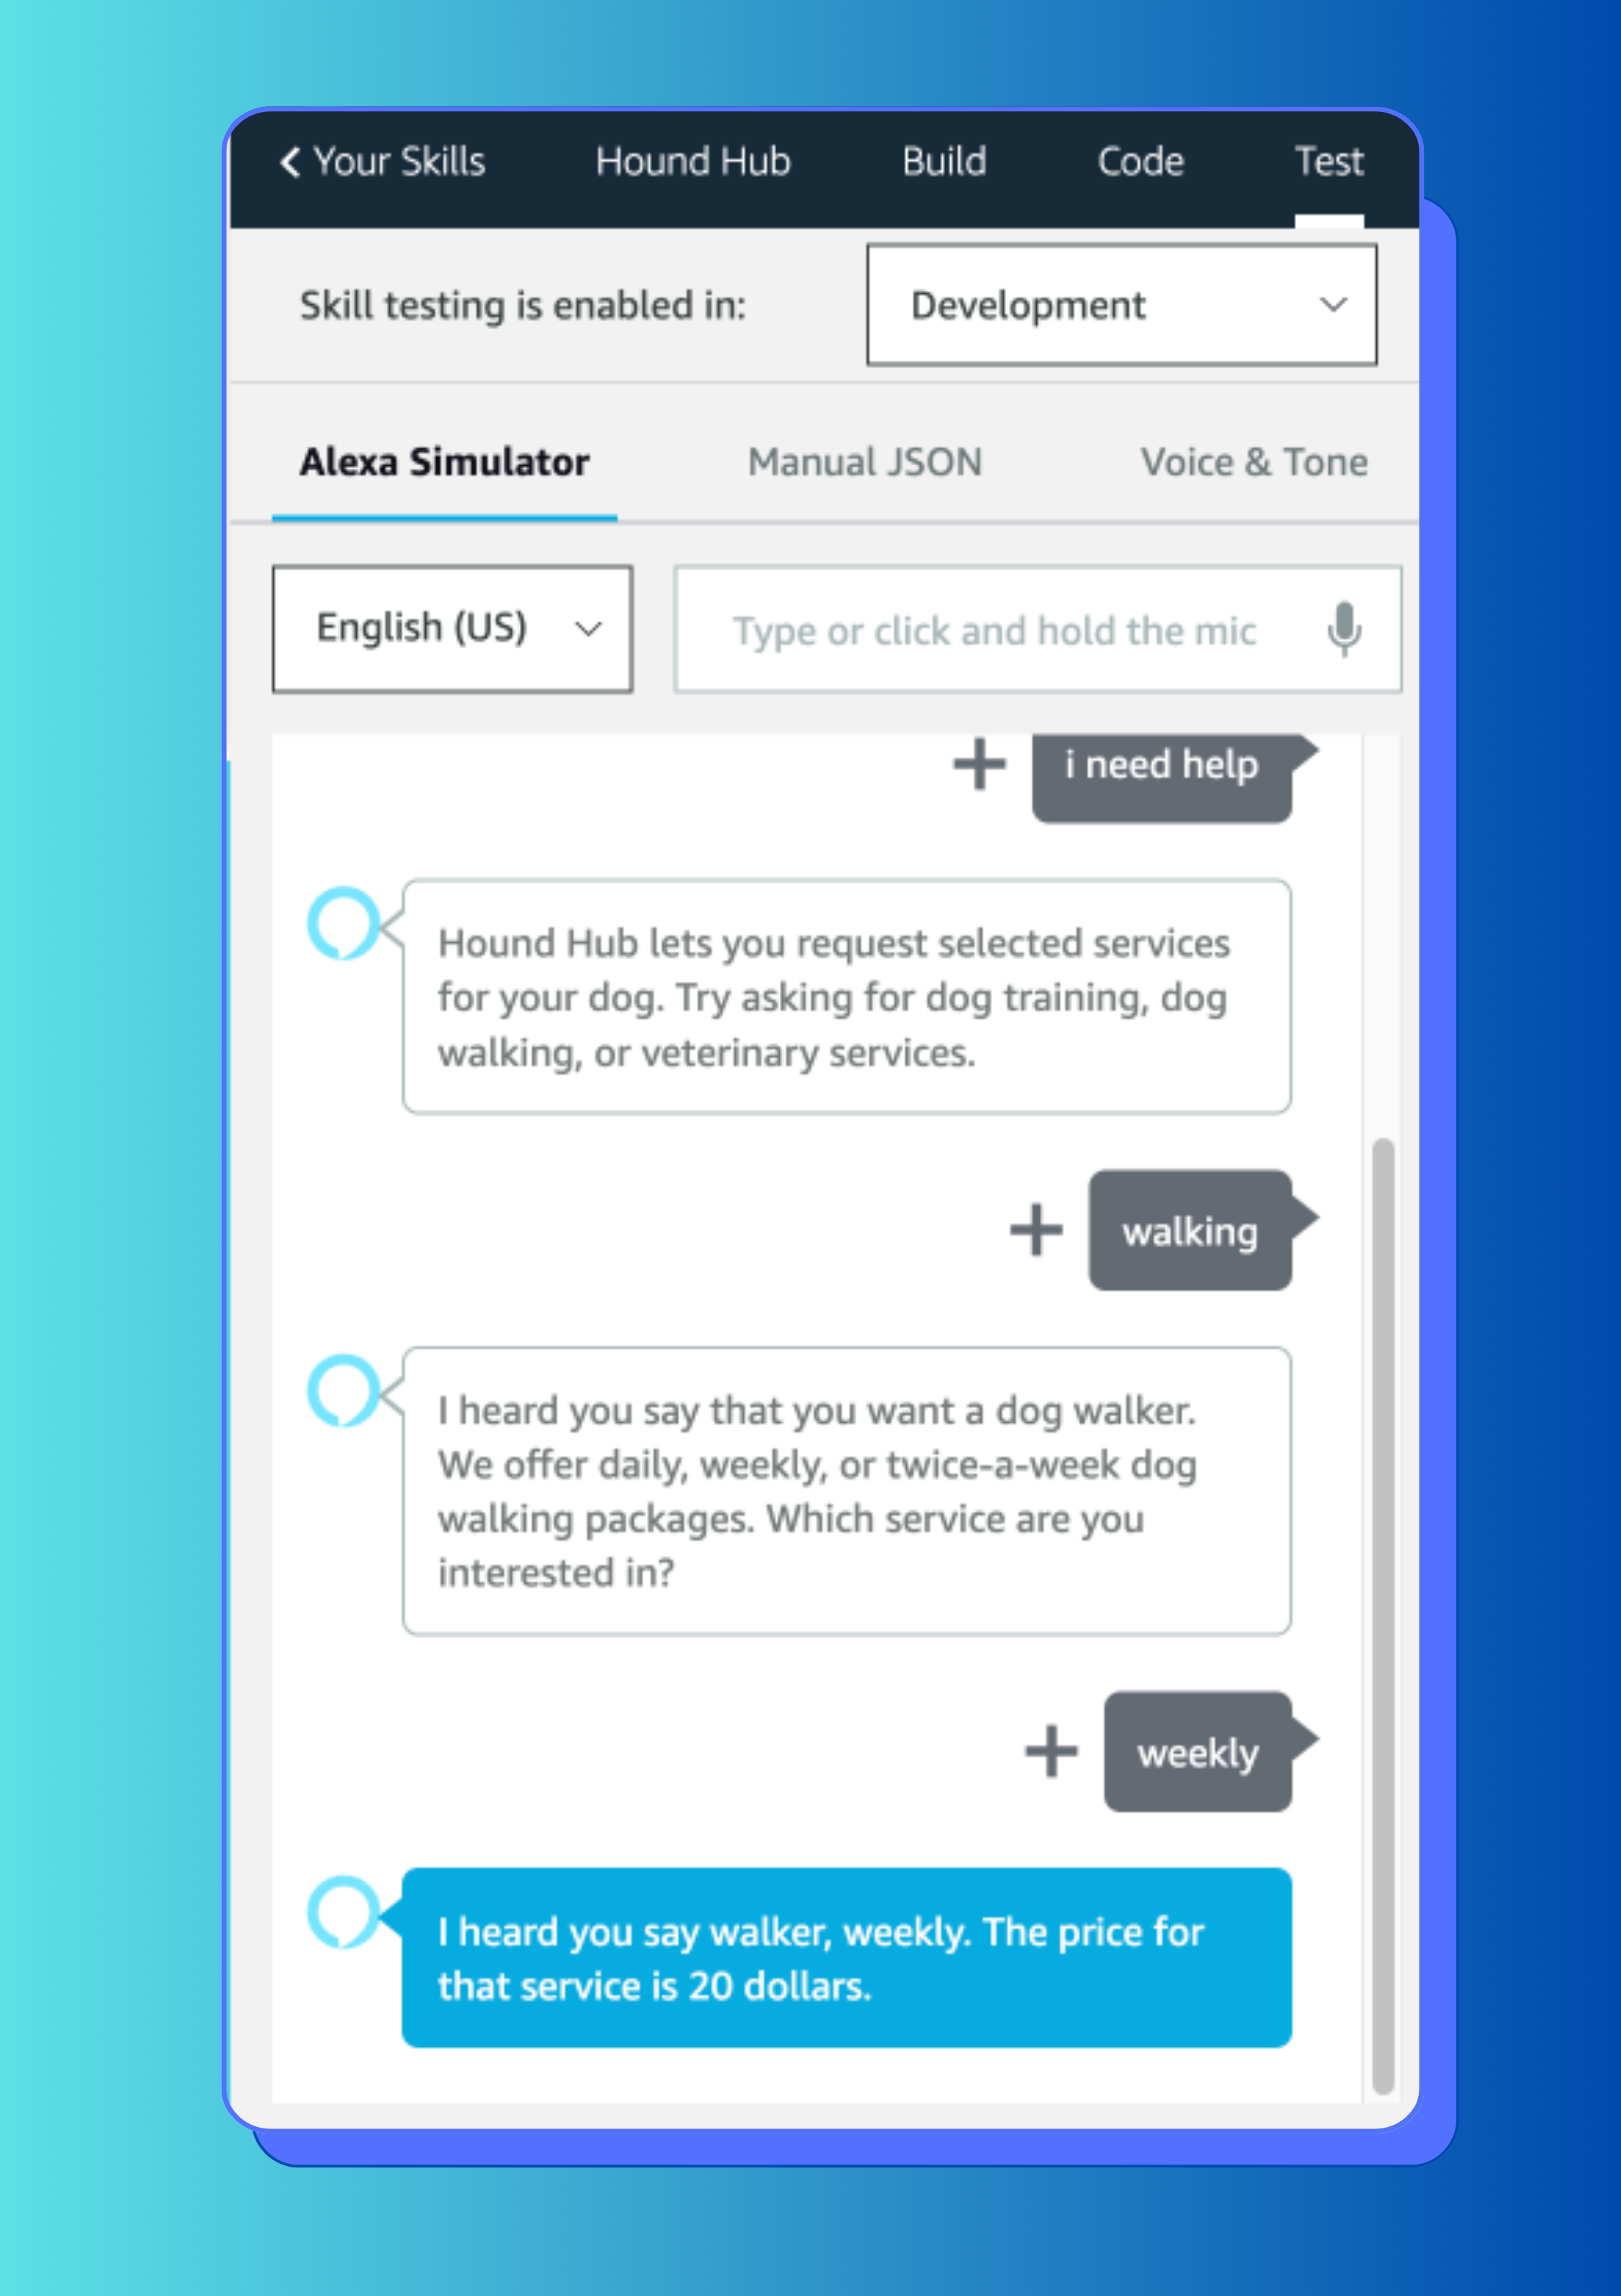 Your Skills Hound Hub Build Code Test
Skill testing is enabled in: Development
Alexa Simulator Manual JSON Voice & Tone
English (US) Type or click and hold the mic
i need help
Hound Hub lets you request selected services
for your dog. Try asking for dog training, dog
walking, or veterinary services.
walking
I heard you say that you want a dog walker.
We offer daily, weekly, or twice-a-week dog
walking packages. Which service are you
interested in?
weekly
I heard you say walker, weekly. The price for
that service is 20 dollars.